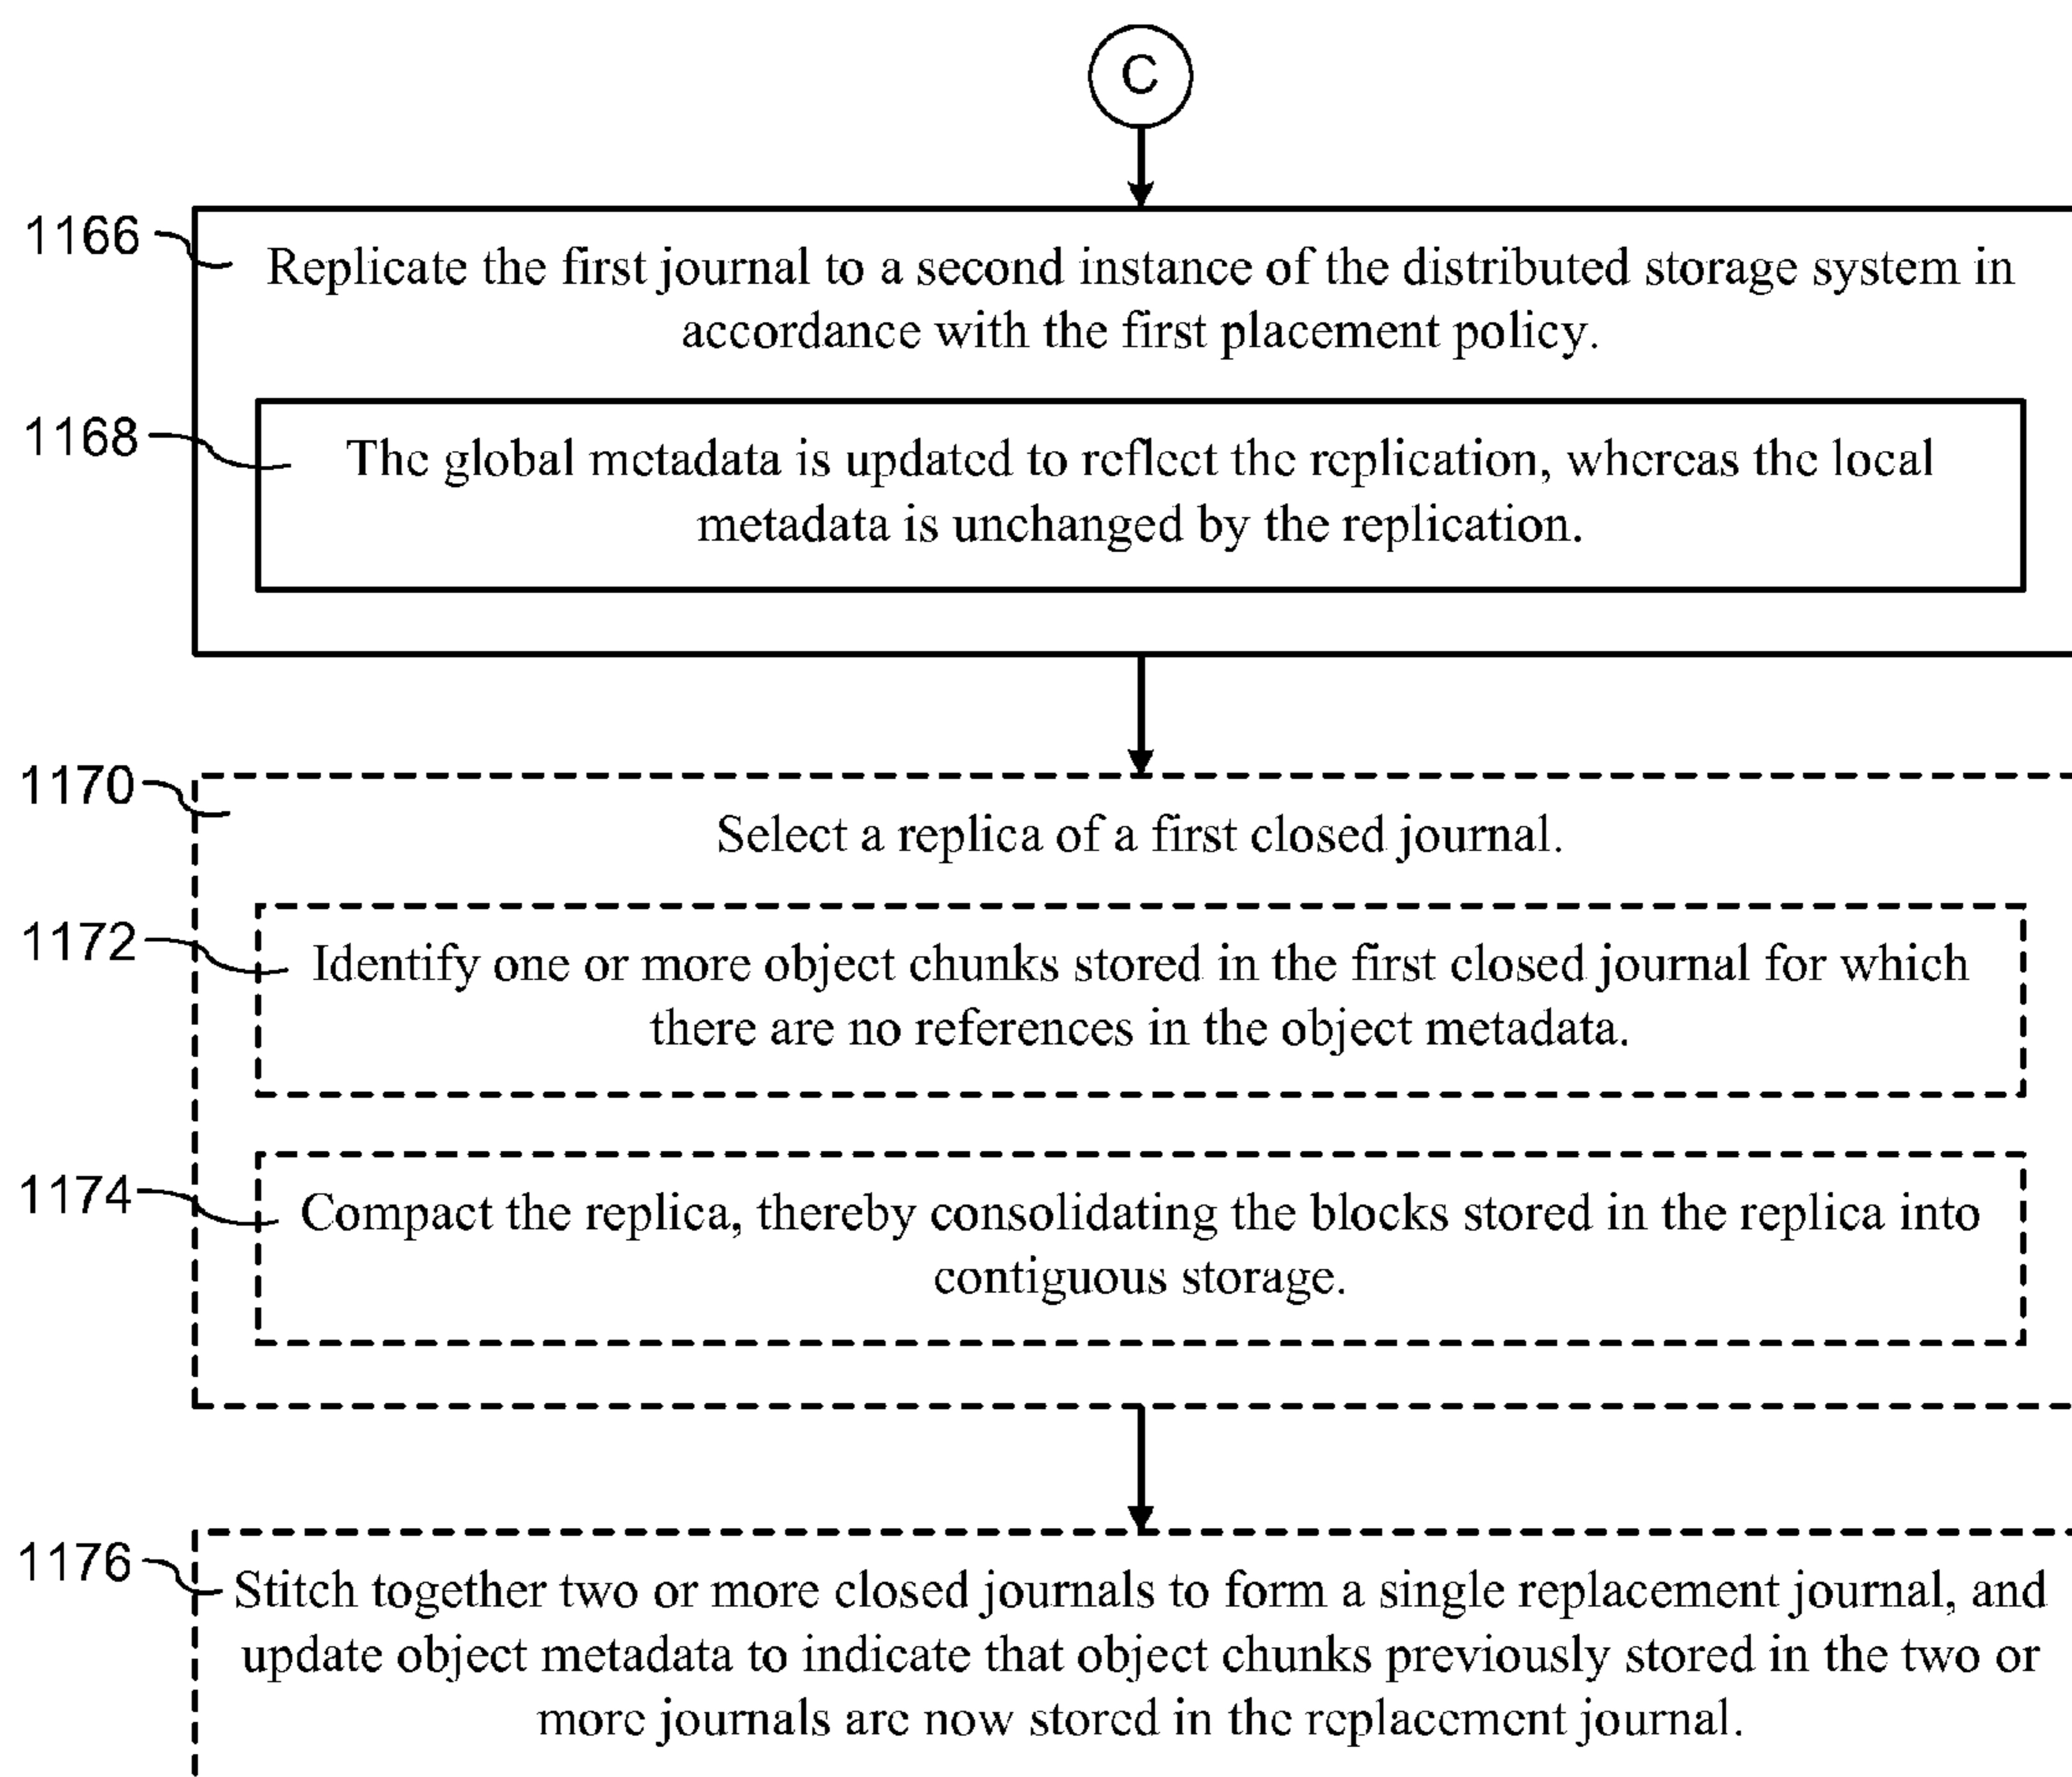 C
1166
Replicate the first journal to a second instance of the distributed storage system in
accordance with the first placement policy.
1168
The global metadata is updated to reflect the replication, whereas the local
metadata is unchanged by the replication.
1170
Select a replica of a first closed journal.
1172
Identify one or more object chunks stored in the first closed journal for which
there are no references in the object metadata.
1174
Compact the replica, thereby consolidating the blocks stored in the replica into
contiguous storage.
1176
Stitch together two or more closed journals to form a single replacement journal, and
update object metadata to indicate that object chunks previously stored in the two or
more journals are now stored in the replacement journal.